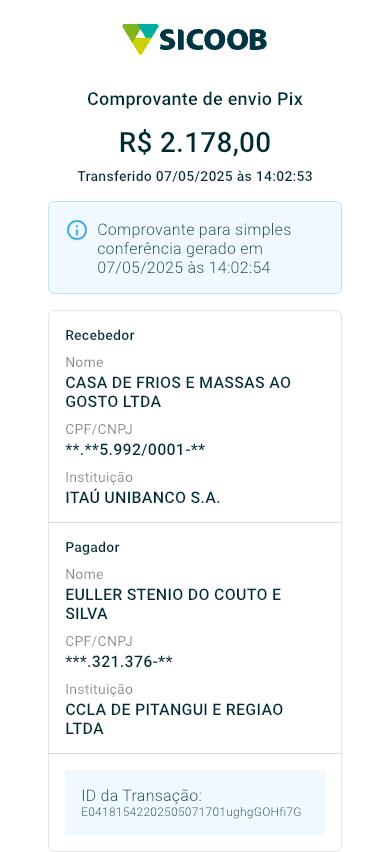 SICOOB
Comprovante de envio Pix
R$ 2.178,00
Transferido 07/05/2025 às 14:02:53
Comprovante para simples
conferência gerado em
07/05/2025 às 14:02:54
Recebedor
Nome
CASA DE FRIOS E MASSAS AO
GOSTO LTDA
CPF/CNPJ
**.**5.992/0001-**
Instituição
ITAÚ UNIBANCO S.A.
Pagador
Nome
EULLER STENIO DO COUTO E
SILVA
CPF/CNPJ
***.321.376-**
Instituição
CCLA DE PITANGUI E REGIAO
LTDA
ID da Transação:
E04181542202505071701ughgGOHfi7G